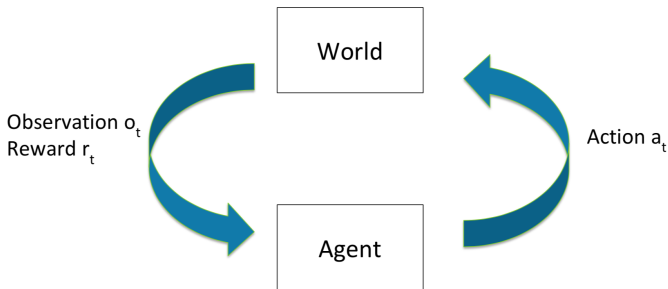 World
Observation o_t
Reward r_t
Action a_t
Agent